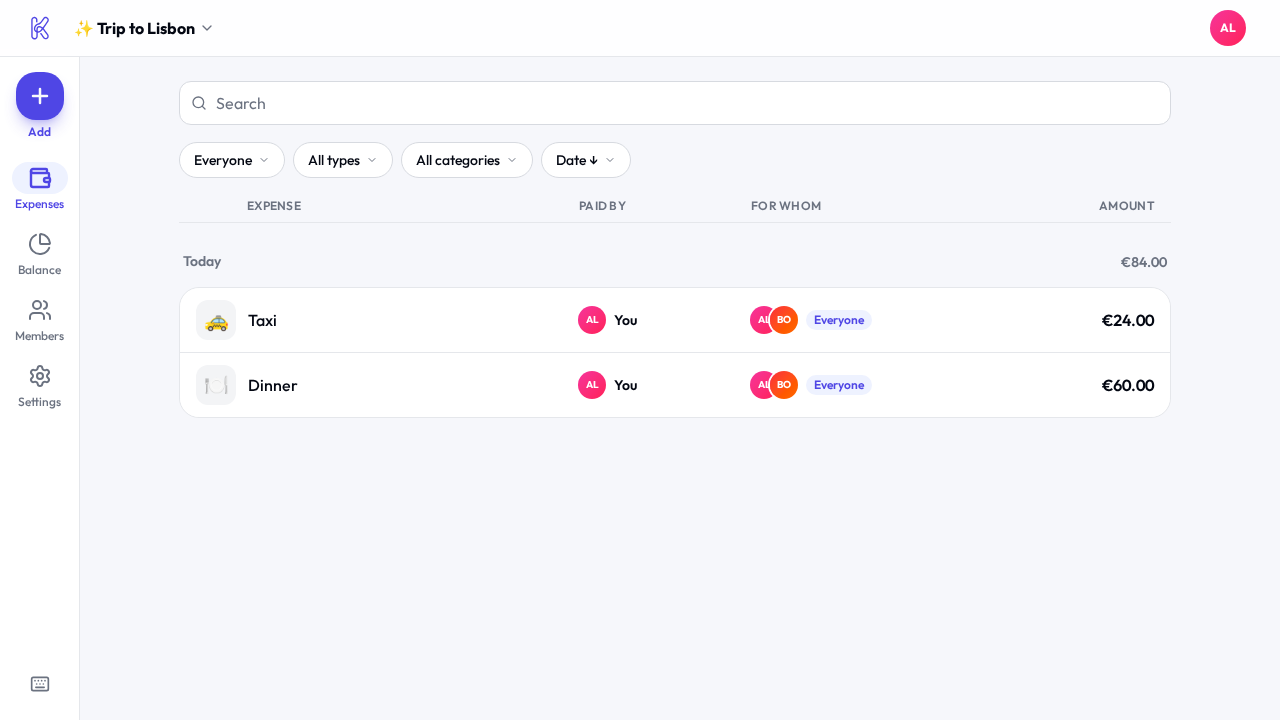 ✨ Trip to Lisbon
AL
Add
Expenses
Balance
Members
Settings
Search
Everyone
All types
All categories
Date ↓
EXPENSE
PAID BY
FOR WHOM
AMOUNT
Today
€84.00
Taxi
AL
You
AL
BO
Everyone
€24.00
Dinner
AL
You
AL
BO
Everyone
€60.00